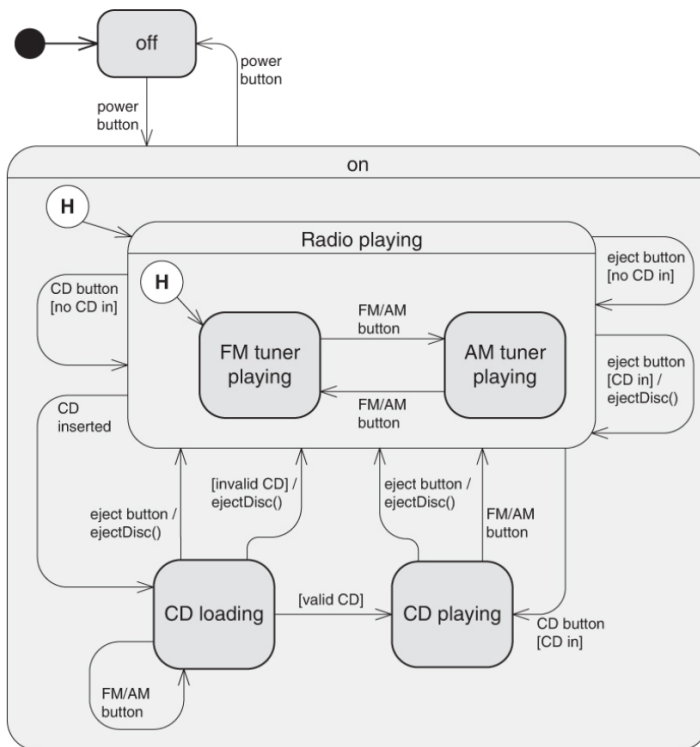 off
power
button
power
button
on
H
Radio playing
CD button
[no CD in]
H
FM/AM
button
eject button
[no CD in]
FM tuner
playing
AM tuner
playing
FM/AM
button
eject button
[CD in] /
ejectDisc()
CD
inserted
eject button /
ejectDisc()
[invalid CD] /
ejectDisc()
eject button /
ejectDisc()
FM/AM
button
CD loading
[valid CD]
CD playing
CD button
[CD in]
FM/AM
button